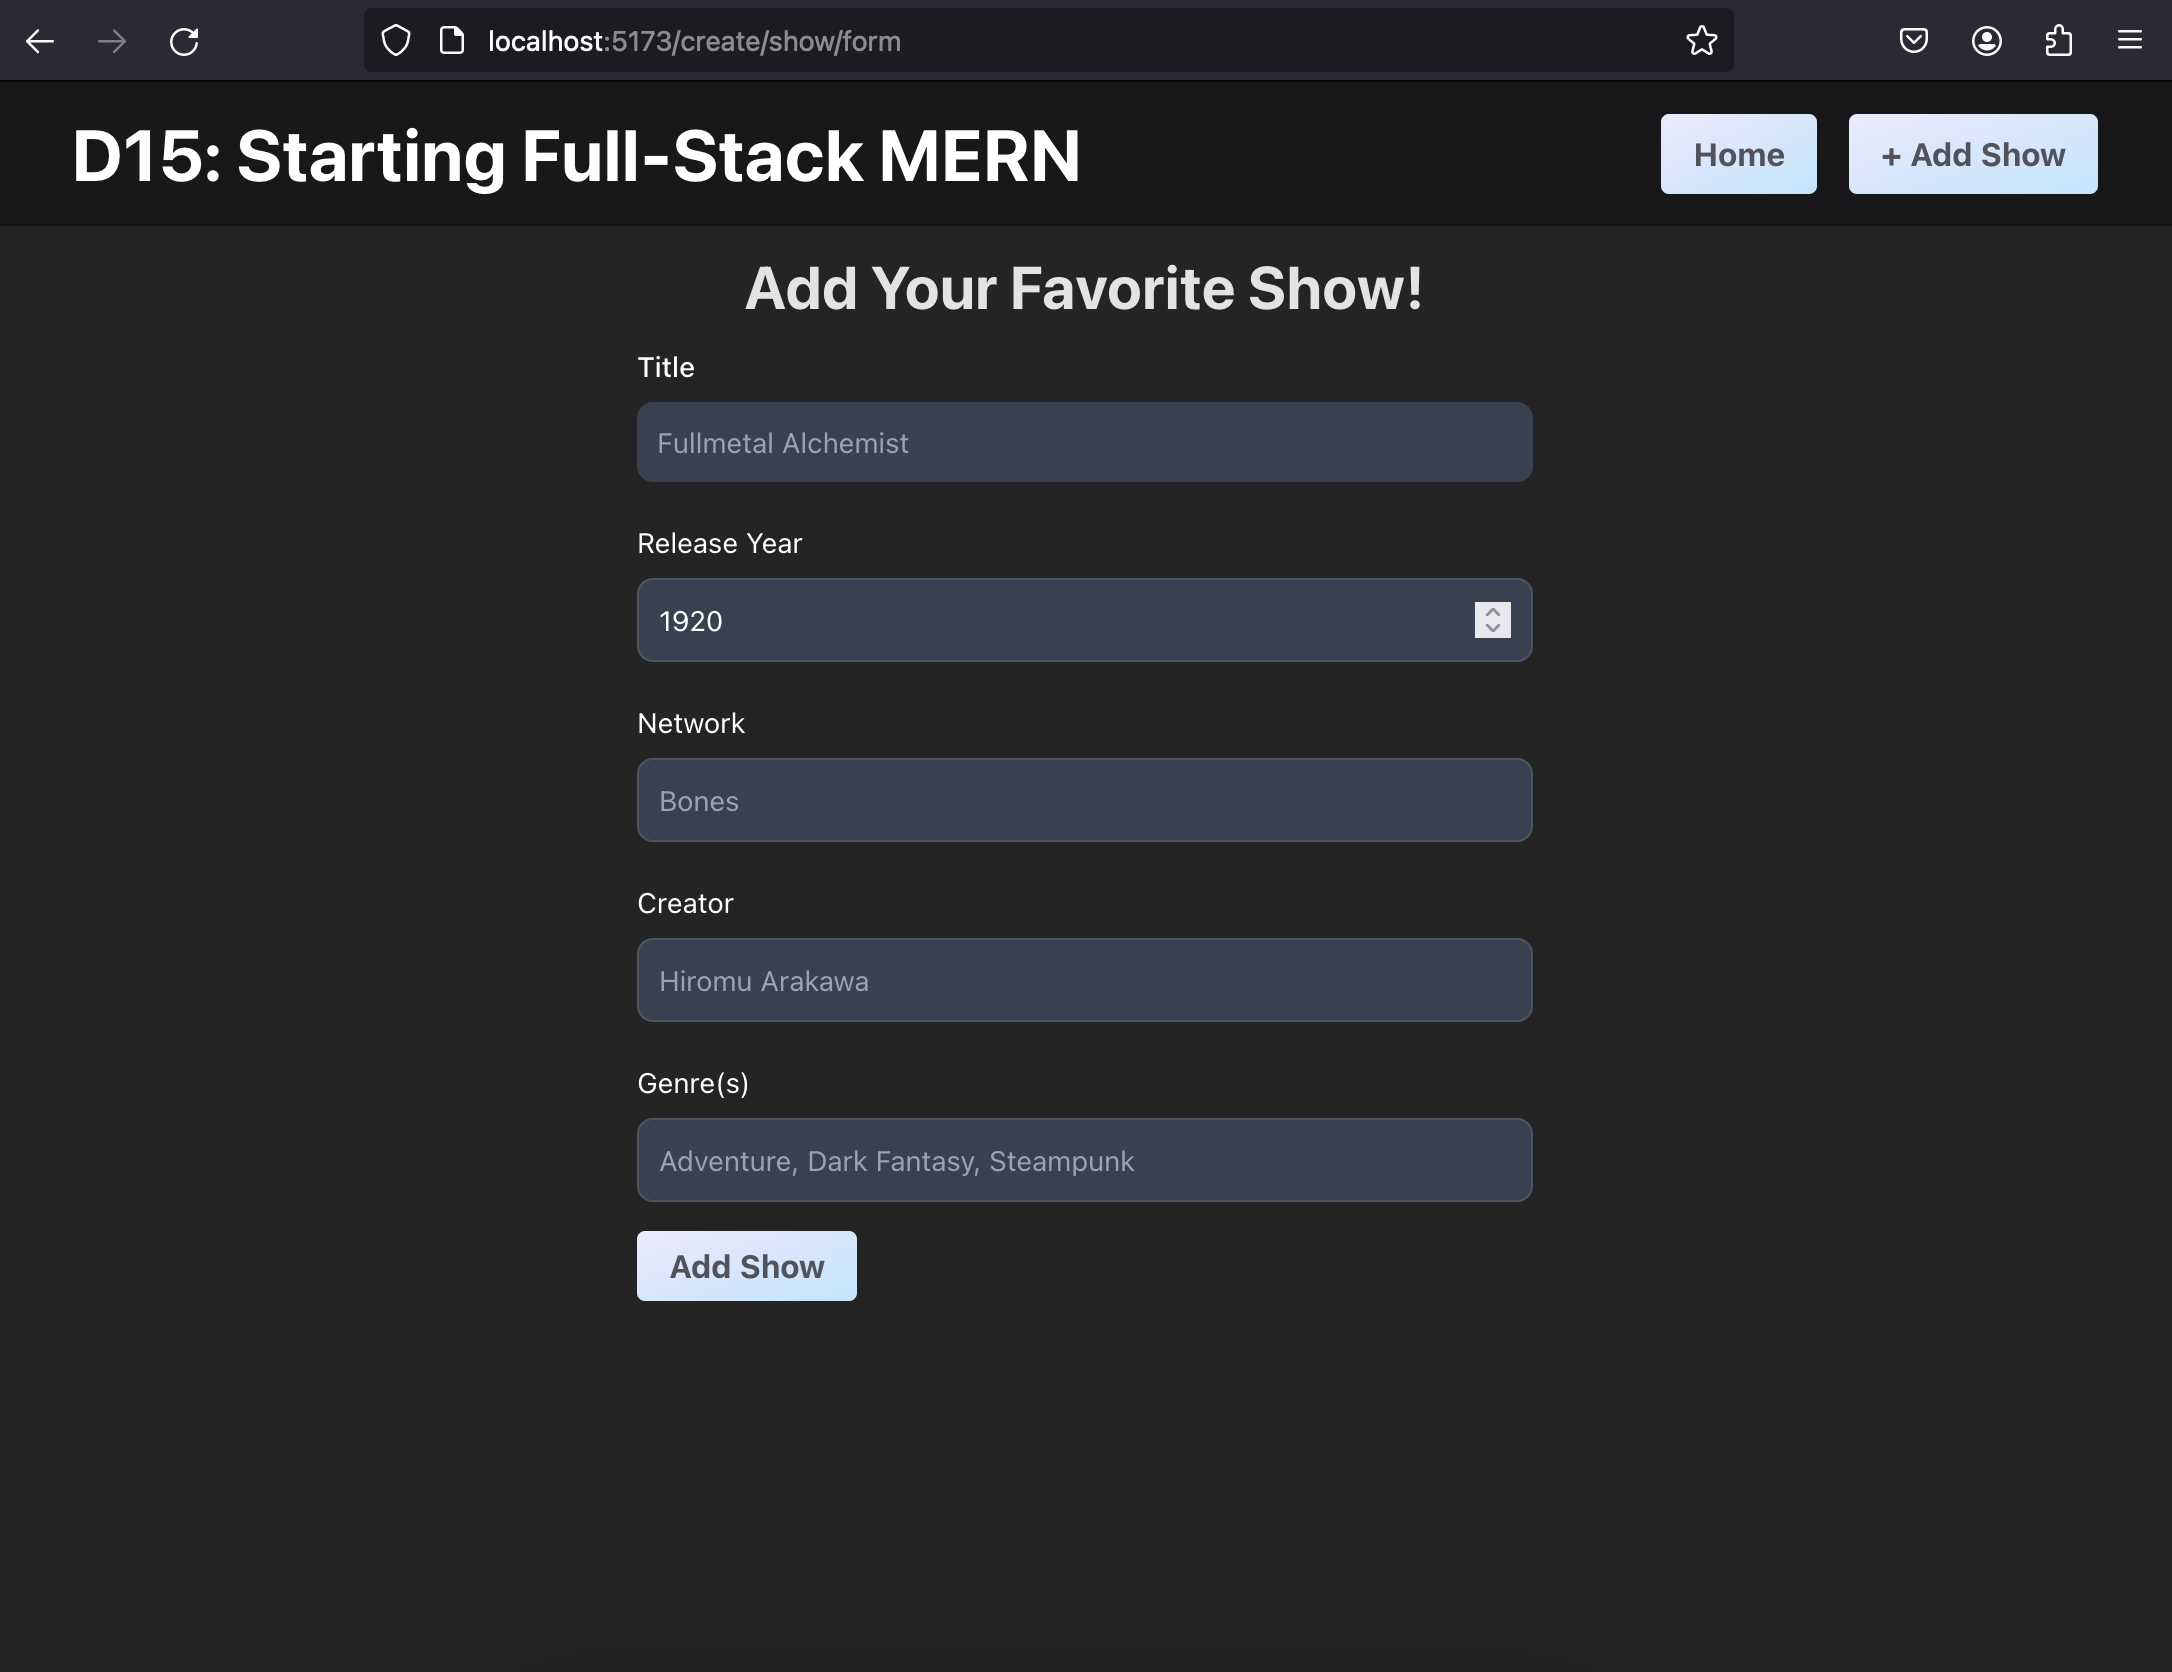 localhost:5173/create/show/form
D15: Starting Full-Stack MERN
Home
+ Add Show
Add Your Favorite Show!
Title
Fullmetal Alchemist
Release Year
1920
Network
Bones
Creator
Hiromu Arakawa
Genre(s)
Adventure, Dark Fantasy, Steampunk
Add Show